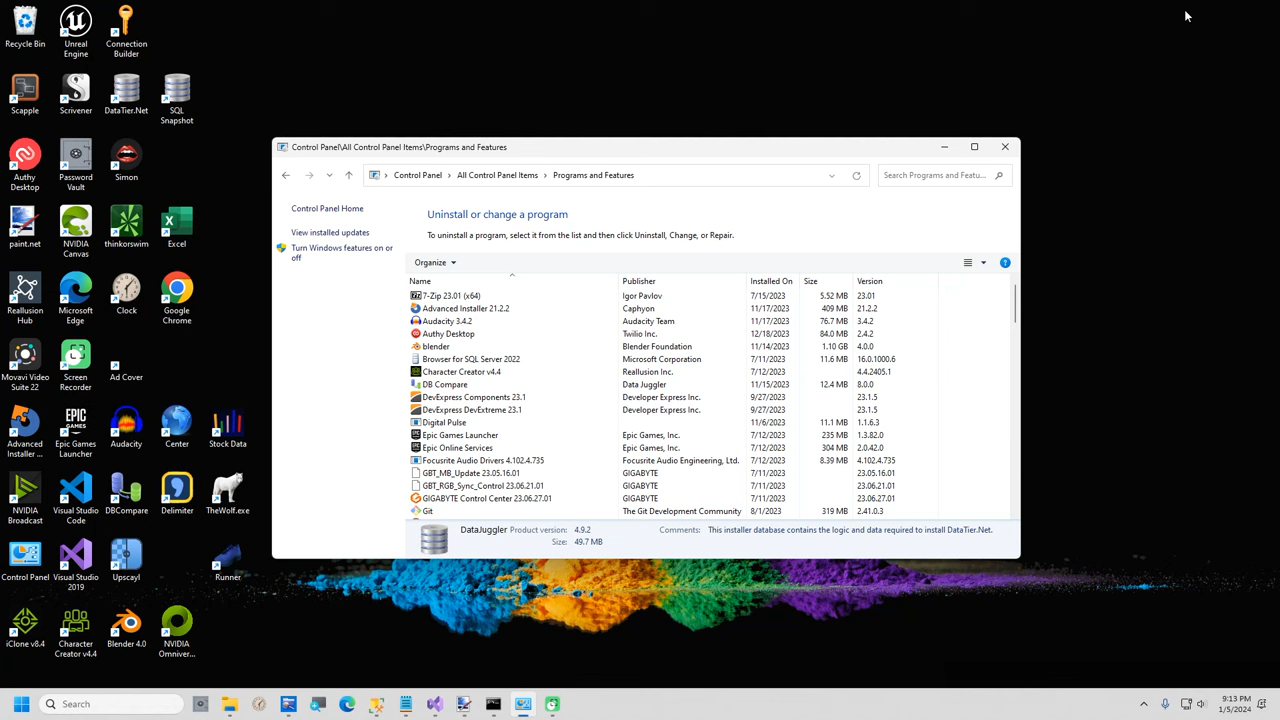 Recycle Bin
Unreal Engine
Connection Builder
Scapple
Scrivener
DataTier.Net
SQL Snapshot
Authy Desktop
Password Vault
Simon
paint.net
NVIDIA Canvas
thinkorswim
Excel
Reallusion Hub
Microsoft Edge
Clock
Google Chrome
Movavi Video Suite 22
Screen Recorder
Ad Cover
Advanced Installer ...
EPIC GAMES
Epic Games Launcher
Audacity
Center
Stock Data
NVIDIA Broadcast
Visual Studio Code
DBCompare
Delimiter
TheWolf.exe
Control Panel
Visual Studio 2019
Upscayl
Runner
iClone v8.4
Character Creator v4.4
Blender 4.0
NVIDIA Omniver...
Control Panel\All Control Panel Items\Programs and Features
Control Panel > All Control Panel Items > Programs and Features
Search Programs and Featu...
Control Panel Home
View installed updates
Turn Windows features on or off
Uninstall or change a program
To uninstall a program, select it from the list and then click Uninstall, Change, or Repair.
Organize
Name Publisher Installed On Size Version
7-Zip 23.01 (x64) Igor Pavlov 7/15/2023 5.52 MB 23.01
Advanced Installer 21.2.2 Caphyon 11/17/2023 409 MB 21.2.2
Audacity 3.4.2 Audacity Team 11/17/2023 76.7 MB 3.4.2
Authy Desktop Twilio Inc. 12/18/2023 84.0 MB 2.4.2
blender Blender Foundation 11/14/2023 1.10 GB 4.0.0
Browser for SQL Server 2022 Microsoft Corporation 7/11/2023 11.6 MB 16.0.1000.6
Character Creator v4.4 Reallusion Inc. 7/12/2023 4.4.2405.1
DB Compare Data Juggler 11/15/2023 12.4 MB 8.0.0
DevExpress Components 23.1 Developer Express Inc. 9/27/2023 23.1.5
DevExpress DevExtreme 23.1 Developer Express Inc. 9/27/2023 23.1.5
Digital Pulse 11/6/2023 11.1 MB 1.1.6.3
Epic Games Launcher Epic Games, Inc. 7/12/2023 235 MB 1.3.82.0
Epic Online Services Epic Games, Inc. 7/12/2023 304 MB 2.0.42.0
Focusrite Audio Drivers 4.102.4.735 Focusrite Audio Engineering, Ltd. 7/12/2023 8.39 MB 4.102.4.735
GBT_MB_Update 23.05.16.01 GIGABYTE 7/11/2023 23.05.16.01
GBT_RGB_Sync_Control 23.06.21.01 GIGABYTE 7/11/2023 23.06.21.01
GIGABYTE Control Center 23.06.27.01 GIGABYTE 7/11/2023 23.06.27.01
Git The Git Development Community 8/1/2023 319 MB 2.41.0.3
DataJuggler Product version: 4.9.2 Comments: This installer database contains the logic and data required to install DataTier.Net.
Size: 49.7 MB
Search
9:13 PM
1/5/2024